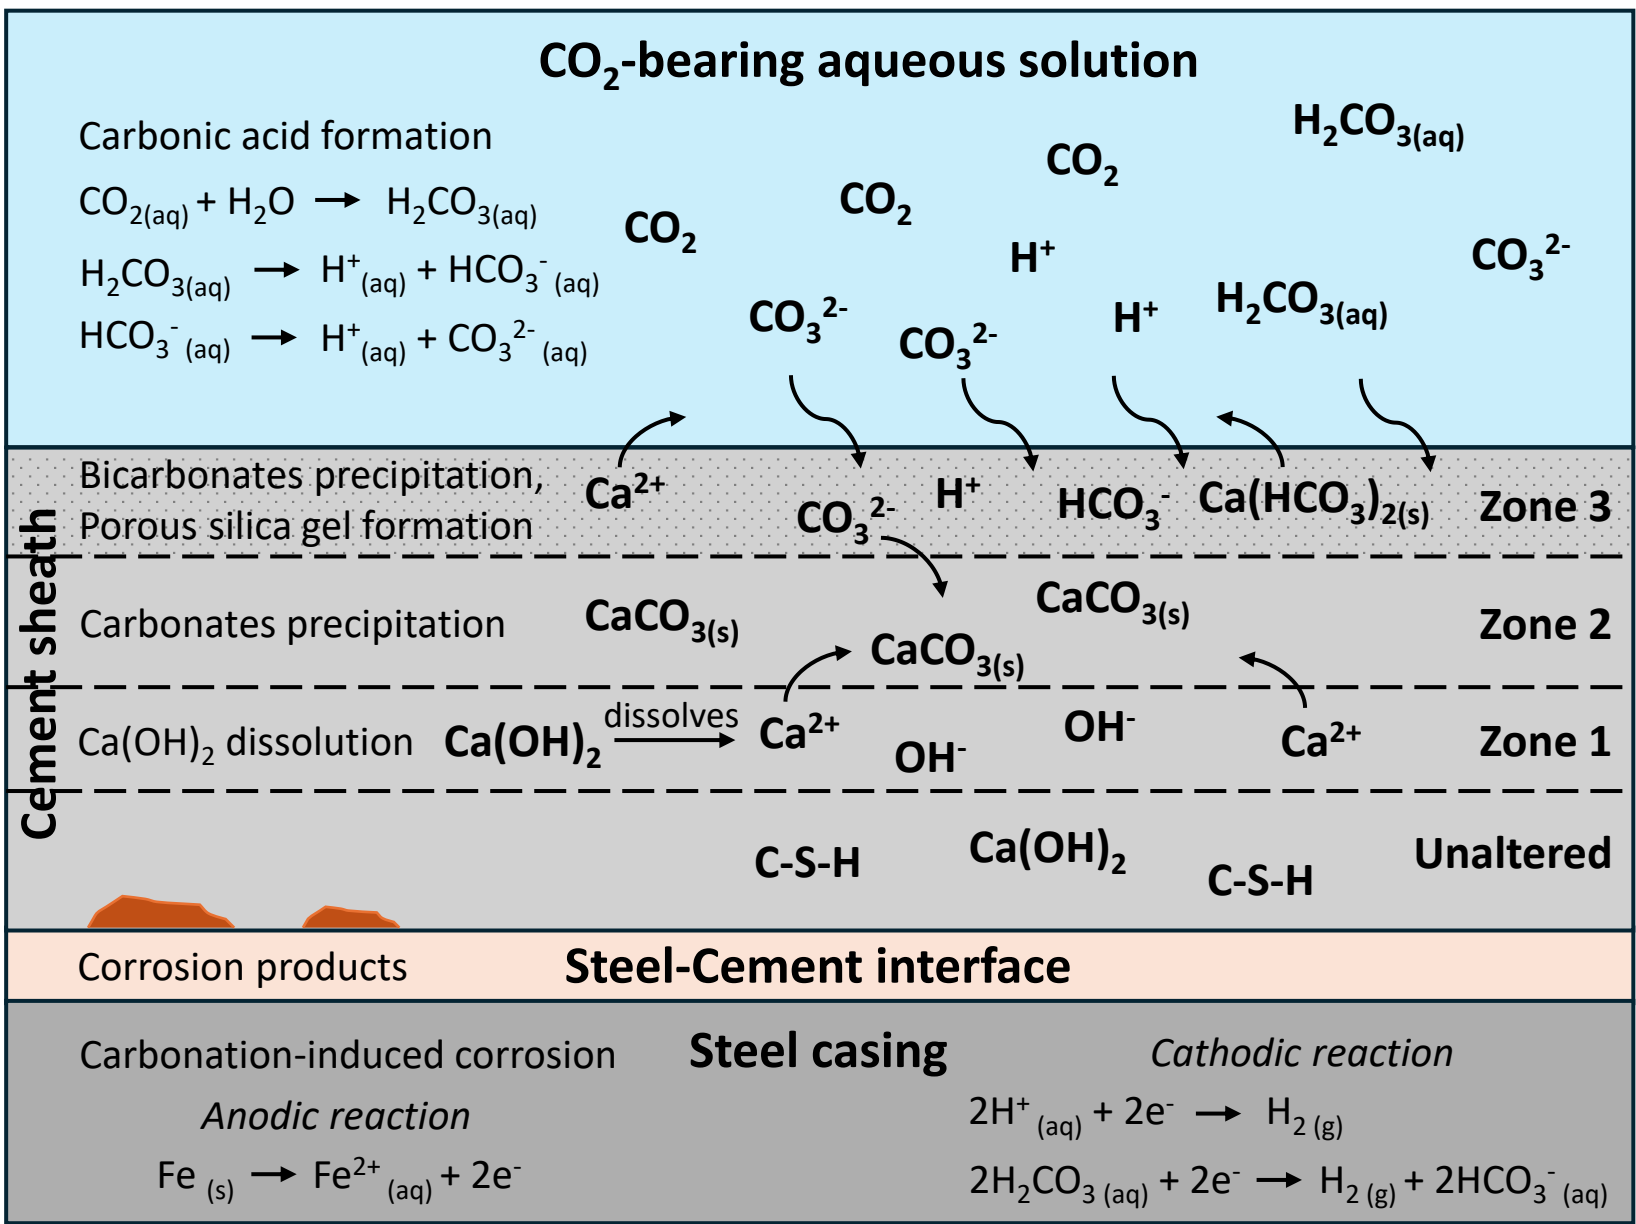 CO₂-bearing aqueous solution
Carbonic acid formation
CO₂(aq) + H₂O → H₂CO₃(aq)
H₂CO₃(aq) → H⁺(aq) + HCO₃⁻(aq)
HCO₃⁻(aq) → H⁺(aq) + CO₃²⁻(aq)
H₂CO₃(aq)
CO₂
CO₂
CO₂
H⁺
CO₃²⁻
CO₃²⁻
CO₃²⁻
H⁺
H₂CO₃(aq)
Cement sheath
Bicarbonates precipitation,
Porous silica gel formation
Ca²⁺
CO₃²⁻
H⁺
HCO₃⁻
Ca(HCO₃)₂(s)
Zone 3
Carbonates precipitation
CaCO₃(s)
CaCO₃(s)
CaCO₃(s)
Zone 2
Ca(OH)₂ dissolution
Ca(OH)₂
dissolves
Ca²⁺
OH⁻
OH⁻
Ca²⁺
Zone 1
C-S-H
Ca(OH)₂
C-S-H
Unaltered
Corrosion products
Steel-Cement interface
Carbonation-induced corrosion
Steel casing
Anodic reaction
Fe (s) → Fe²⁺ (aq) + 2e⁻
Cathodic reaction
2H⁺ (aq) + 2e⁻ → H₂ (g)
2H₂CO₃ (aq) + 2e⁻ → H₂ (g) + 2HCO₃⁻ (aq)